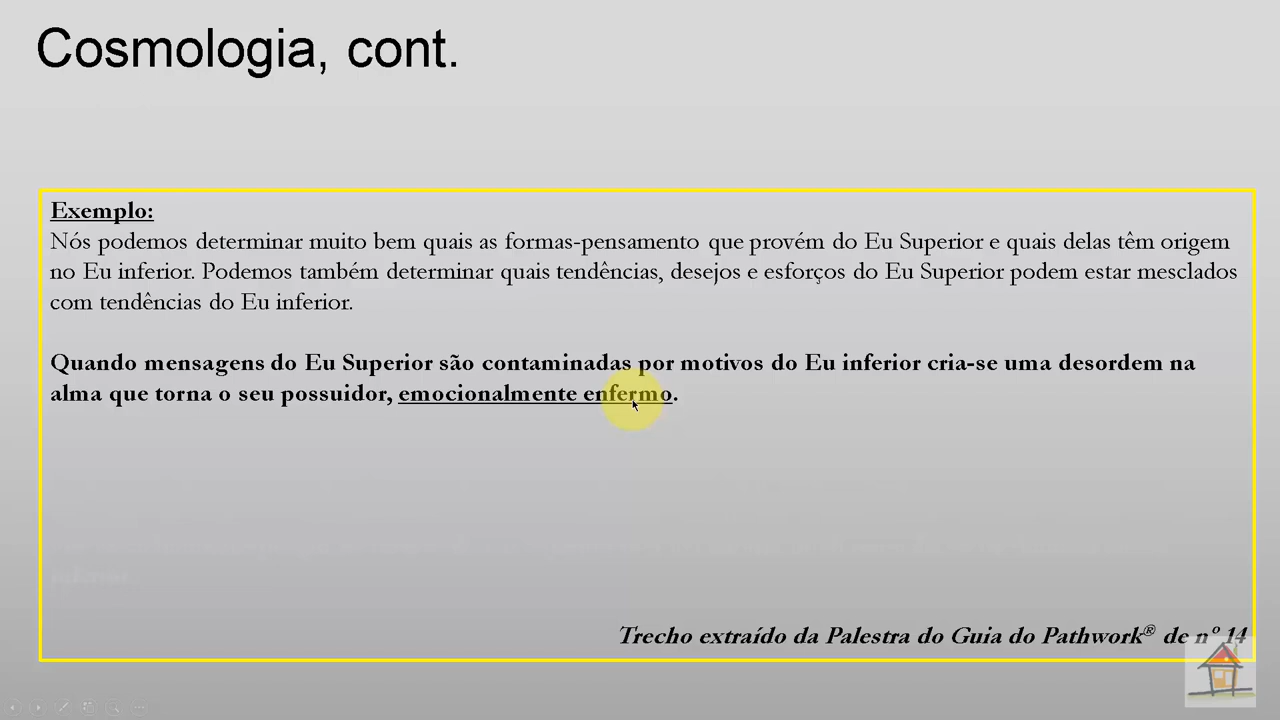 Cosmologia, cont.
Exemplo:
Nós podemos determinar muito bem quais as formas-pensamento que provém do Eu Superior e quais delas têm origem
no Eu inferior. Podemos também determinar quais tendências, desejos e esforços do Eu Superior podem estar mesclados
com tendências do Eu inferior.
Quando mensagens do Eu Superior são contaminadas por motivos do Eu inferior cria-se uma desordem na
alma que torna o seu possuidor, emocionalmente enfermo.
Trecho extraído da Palestra do Guia do Pathwork® de nº 14